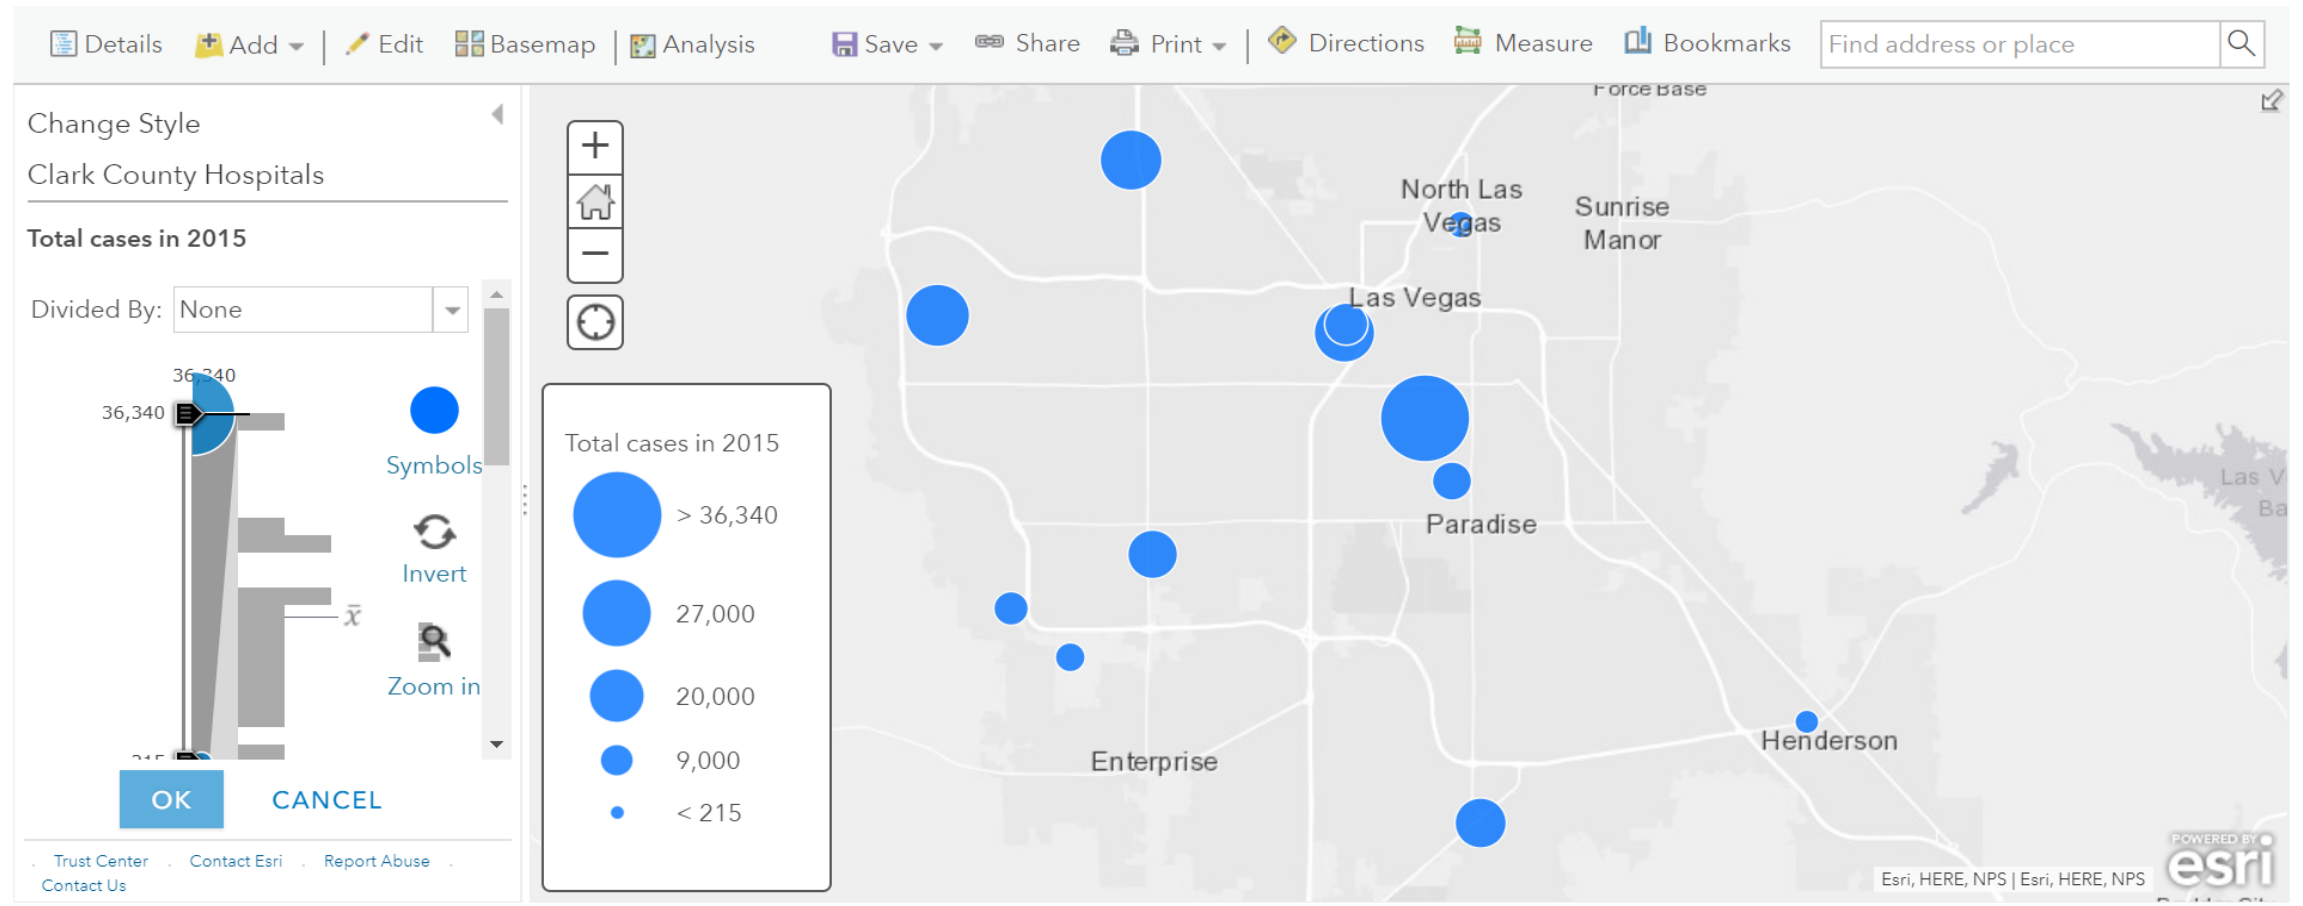 Details Add Edit Basemap Analysis Save Share Print Directions Measure Bookmarks Find address or place
Change Style
Clark County Hospitals
Total cases in 2015
Divided By: None
36,340
36,340
Symbols
Invert
x̄
Zoom in
215
OK CANCEL
Trust Center Contact Esri Report Abuse
Contact Us
Total cases in 2015
> 36,340
27,000
20,000
9,000
< 215
Force Base
North Las
Vegas
Sunrise
Manor
Las Vegas
Las V
Ba
Paradise
Henderson
Enterprise
POWERED BY
esri
Esri, HERE, NPS | Esri, HERE, NPS